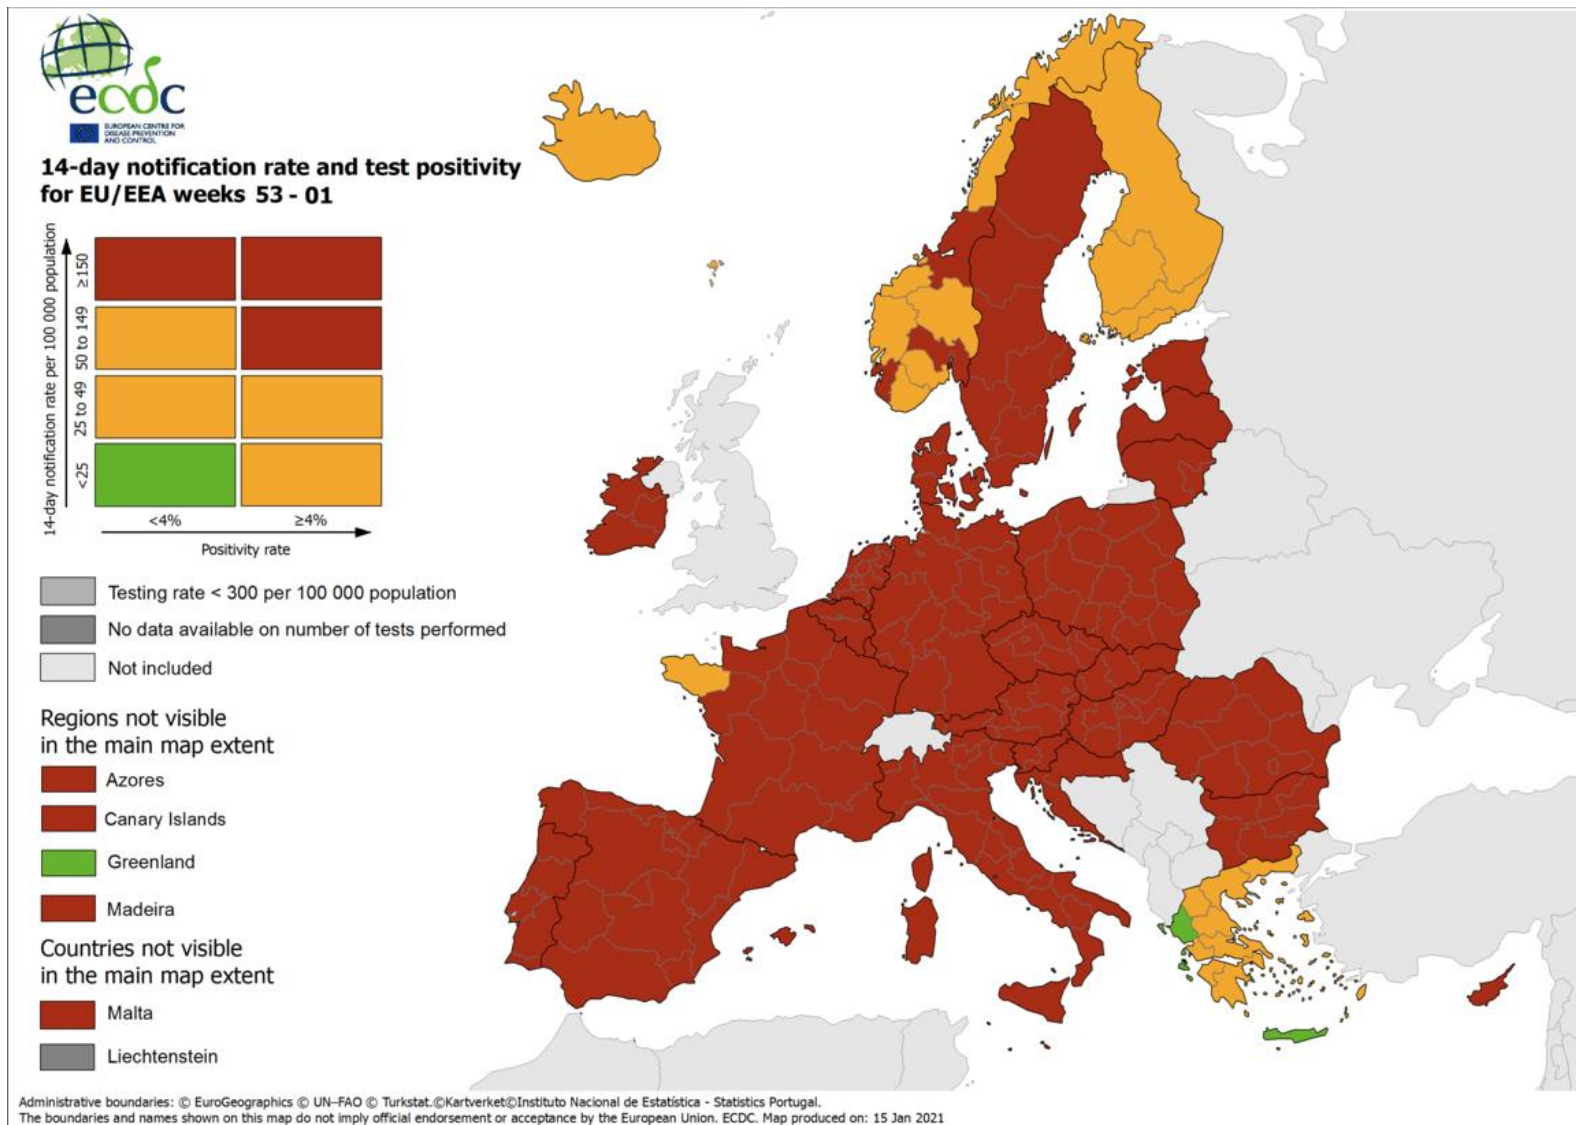 ecdc
EUROPEAN CENTRE FOR
DISEASE PREVENTION
AND CONTROL
14-day notification rate and test positivity
for EU/EEA weeks 53 - 01
14-day notification rate per 100 000 population
≥150
50 to 149
25 to 49
<25
<4%
≥4%
Positivity rate
Testing rate < 300 per 100 000 population
No data available on number of tests performed
Not included
Regions not visible
in the main map extent
Azores
Canary Islands
Greenland
Madeira
Countries not visible
in the main map extent
Malta
Liechtenstein
Administrative boundaries: © EuroGeographics © UN–FAO © Turkstat.©Kartverket©Instituto Nacional de Estatística - Statistics Portugal.
The boundaries and names shown on this map do not imply official endorsement or acceptance by the European Union. ECDC. Map produced on: 15 Jan 2021